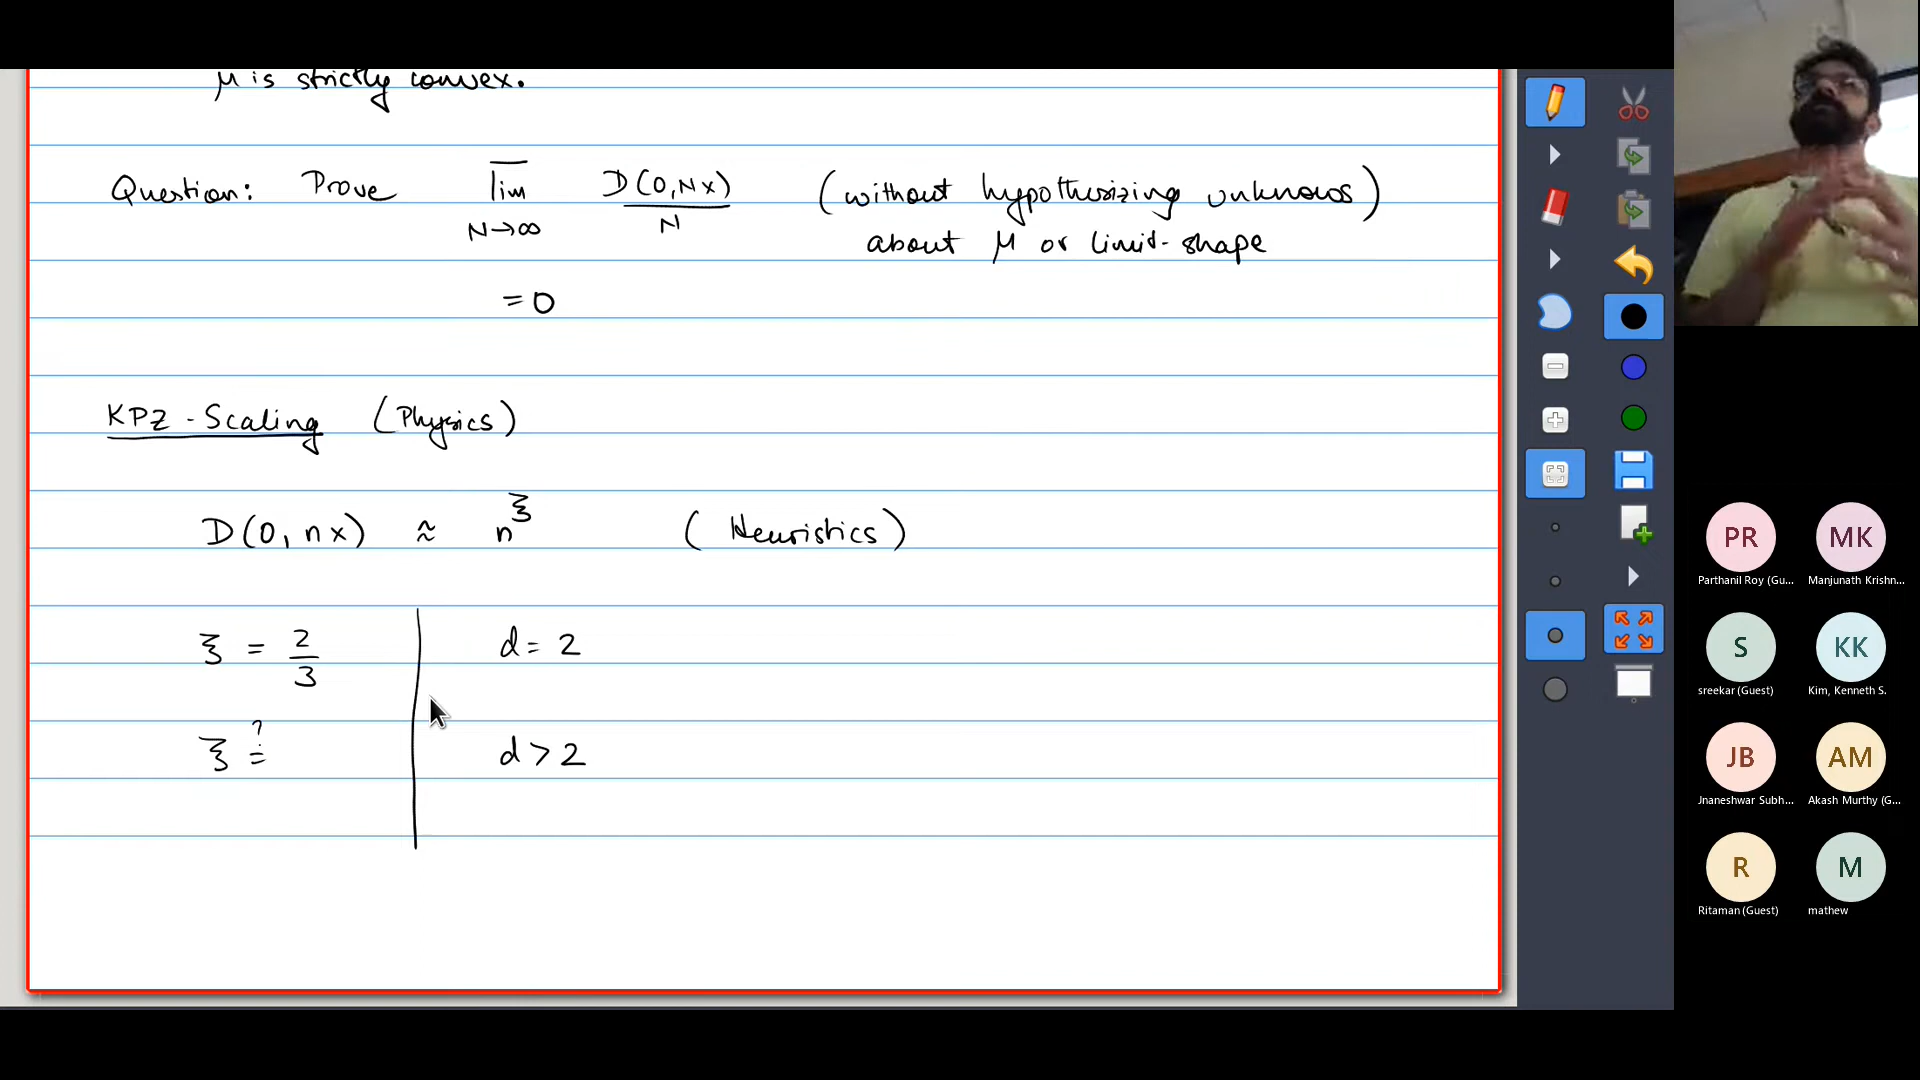 μ is strictly convex.
Question: Prove lim‾ N→∞ D(0,Nx)/N (without hypothesizing unknowns)
about μ or limit-shape
= 0
KPZ - Scaling (Physics)
D(0, nx) ≈ n^ξ (Heuristics)
ξ = 2/3 d = 2
ξ ?= d > 2
PR MK
Parthanil Roy (Gu... Manjunath Krishn...
S KK
sreekar (Guest) Kim, Kenneth S.
JB AM
Jnaneshwar Subh... Akash Murthy (G...
R M
Ritaman (Guest) mathew